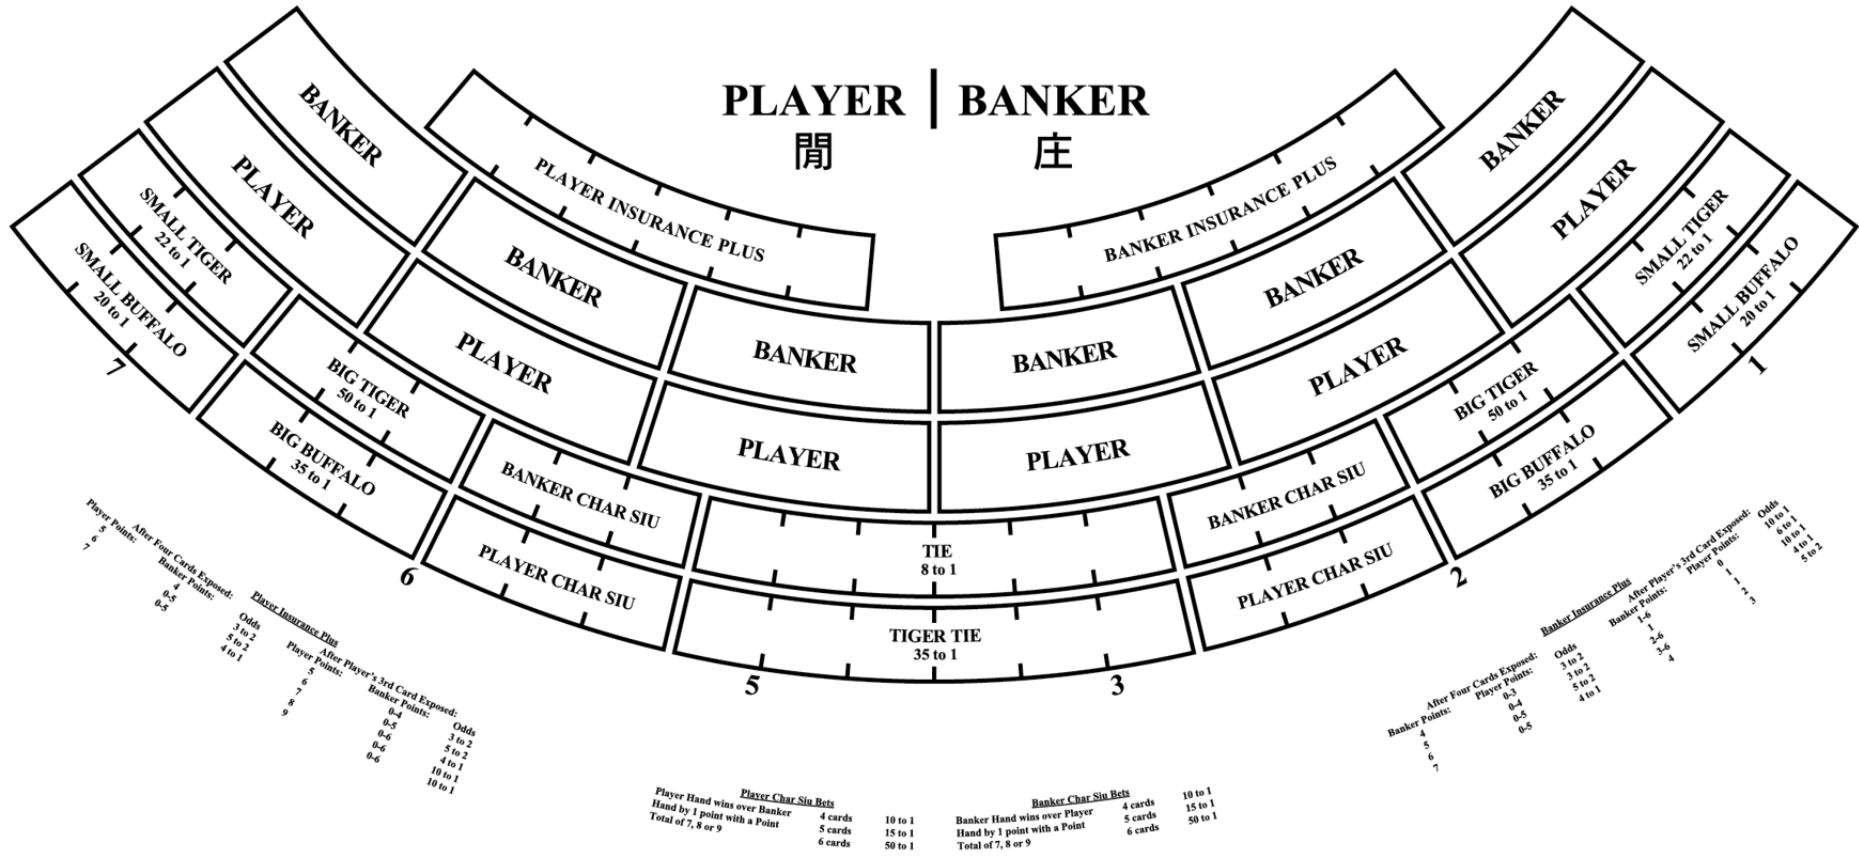 PLAYER | BANKER
閒 庄
BANKER
PLAYER
SMALL TIGER
22 to 1
SMALL BUFFALO
20 to 1
7
PLAYER INSURANCE PLUS
BANKER
PLAYER
BIG TIGER
50 to 1
BIG BUFFALO
35 to 1
6
BANKER
PLAYER
BANKER CHAR SIU
PLAYER CHAR SIU
TIE
8 to 1
TIGER TIE
35 to 1
5
3
BANKER INSURANCE PLUS
BANKER
PLAYER
BANKER
PLAYER
BANKER CHAR SIU
PLAYER CHAR SIU
2
BANKER
PLAYER
BIG TIGER
50 to 1
BIG BUFFALO
35 to 1
SMALL TIGER
22 to 1
SMALL BUFFALO
20 to 1
1
Player Insurance Plus
After Four Cards Exposed:
Player Points: Banker Points: Odds
5 4 3 to 2
6 0-5 5 to 2
7 0-5 4 to 1
After Player's 3rd Card Exposed:
Player Points: Banker Points: Odds
5 0-4 3 to 2
6 0-5 5 to 2
7 0-6 4 to 1
8 0-6 10 to 1
9 0-6 10 to 1
Player Char Siu Bets
Player Hand wins over Banker 4 cards 10 to 1
Hand by 1 point with a Point 5 cards 15 to 1
Total of 7, 8 or 9 6 cards 50 to 1
Banker Char Siu Bets
Banker Hand wins over Player 4 cards 10 to 1
Hand by 1 point with a Point 5 cards 15 to 1
Total of 7, 8 or 9 6 cards 50 to 1
Banker Insurance Plus
After Four Cards Exposed:
Banker Points: Player Points: Odds
4 0-3 3 to 2
5 0-4 3 to 2
6 0-5 5 to 2
7 0-5 4 to 1
After Player's 3rd Card Exposed:
Banker Points: Player Points: Odds
1-6 0 10 to 1
1 1 6 to 1
2-6 1 10 to 1
3-6 2 4 to 1
4 3 5 to 2